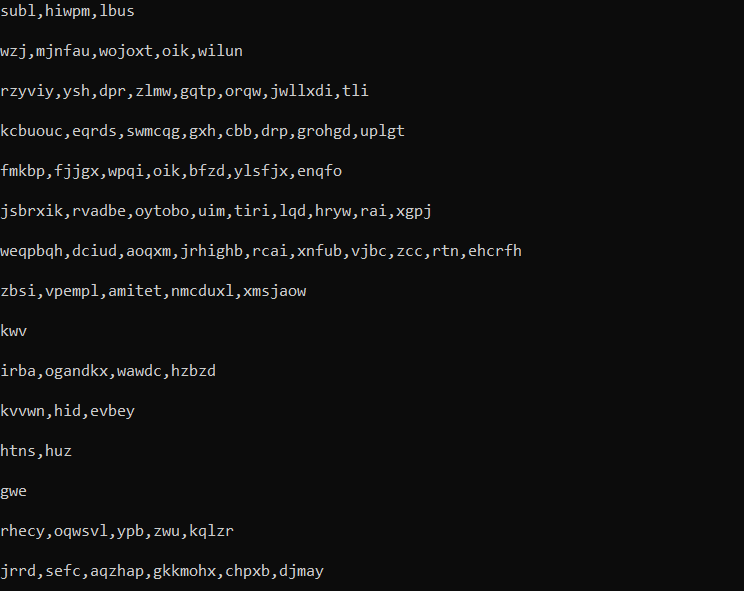 subl,hiwpm,lbus
wzj,mjnfau,wojoxt,oik,wilun
rzyviy,ysh,dpr,zlmw,gqtp,orqw,jwllxdi,tli
kcbuouc,eqrds,swmcqg,gxh,cbb,drp,grohgd,uplgt
fmkbp,fjjgx,wpqi,oik,bfzd,ylsfjx,enqfo
jsbrxik,rvadbe,oytobo,uim,tiri,lqd,hryw,rai,xgpj
weqpbqh,dciud,aoqxm,jrhighb,rcai,xnfub,vjbc,zcc,rtn,ehcrfh
zbsi,vpempl,amitet,nmcduxl,xmsjaow
kwv
irba,ogandkx,wawdc,hzbzd
kvvwn,hid,evbey
htns,huz
gwe
rhecy,oqwsvl,ypb,zwu,kqlzr
jrrd,sefc,aqzhap,gkkmohx,chpxb,djmay